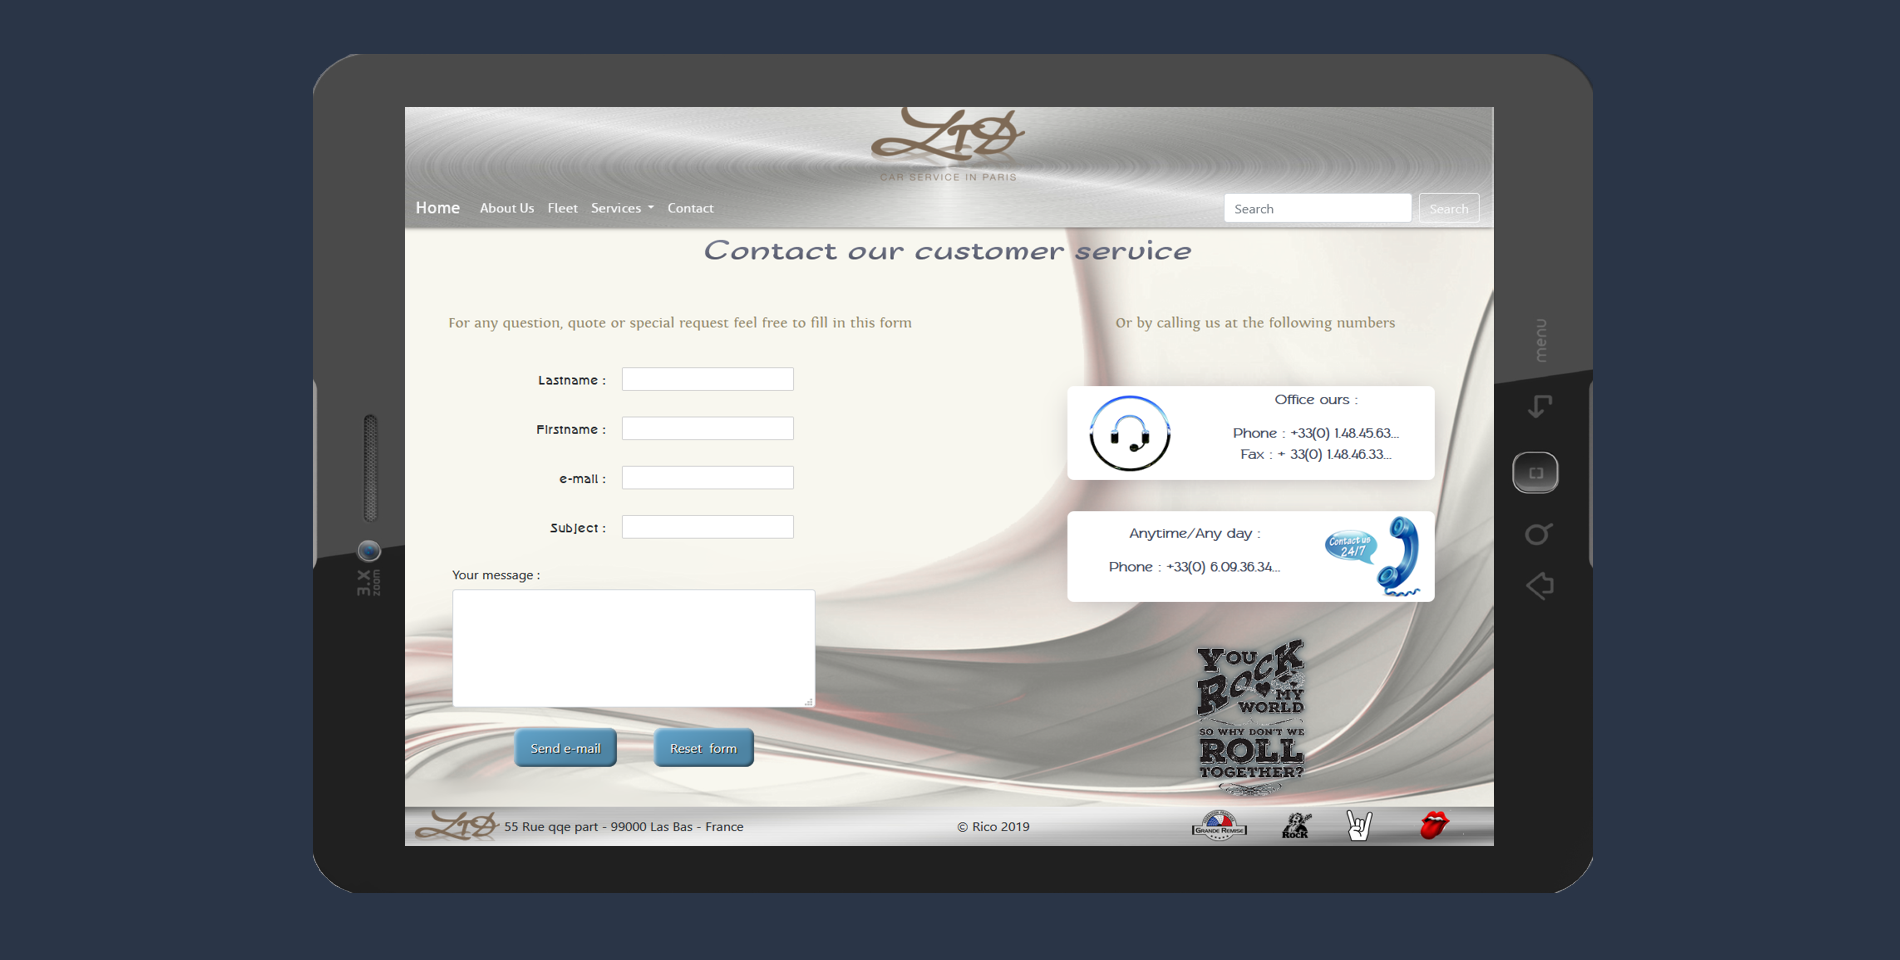 LTD
CAR SERVICE IN PARIS
Home About Us Fleet Services Contact Search Search
Contact our customer service
For any question, quote or special request feel free to fill in this form
Or by calling us at the following numbers
Lastname :
Firstname :
e-mail :
Subject :
Your message :
Send e-mail Reset form
Office ours :
Phone : +33(0) 1.48.45.63...
Fax : + 33(0) 1.48.46.33...
Anytime/Any day :
Phone : +33(0) 6.09.36.34...
Contact us
24/7
YOU ROCK
MY
WORLD
SO WHY DON'T WE
ROLL
TOGETHER?
LTD 55 Rue qqe part - 99000 Las Bas - France © Rico 2019 GRANDE REMISE RocK
menu
3.X
zoom